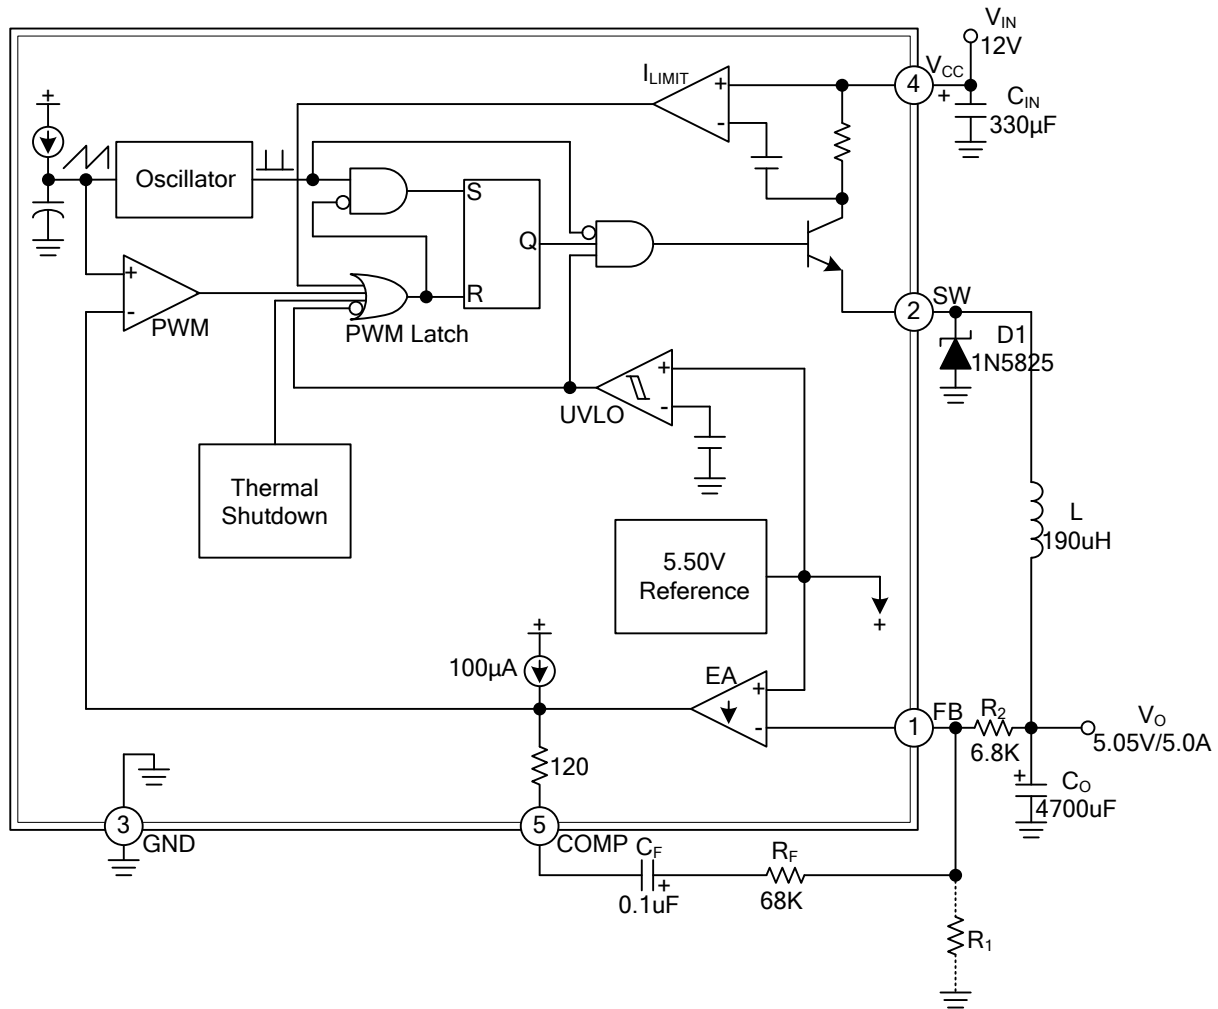 V_IN
12V
I_LIMIT
+
-
4
V_CC
+
C_IN
330µF
+
Oscillator
S
Q
R
+
-
PWM
PWM Latch
2
SW
D1
1N5825
UVLO
+
-
Thermal
Shutdown
5.50V
Reference
+
L
190uH
+
100µA
EA
+
-
1
FB
R_2
6.8K
V_O
5.05V/5.0A
120
+
C_O
4700uF
3
GND
5
COMP
C_F
+
0.1uF
R_F
68K
R_1